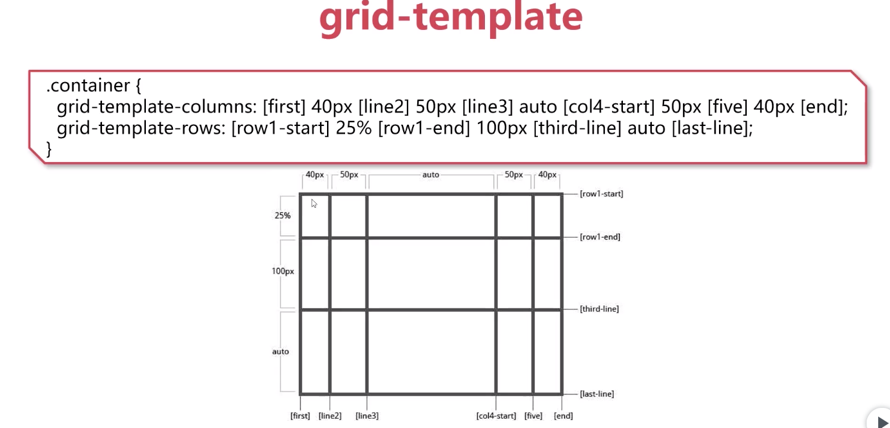 grid-template
.container {
grid-template-columns: [first] 40px [line2] 50px [line3] auto [col4-start] 50px [five] 40px [end];
grid-template-rows: [row1-start] 25% [row1-end] 100px [third-line] auto [last-line];
}
40px 50px auto 50px 40px
[row1-start]
25%
[row1-end]
100px
[third-line]
auto
[last-line]
[first] [line2] [line3] [col4-start] [five] [end]